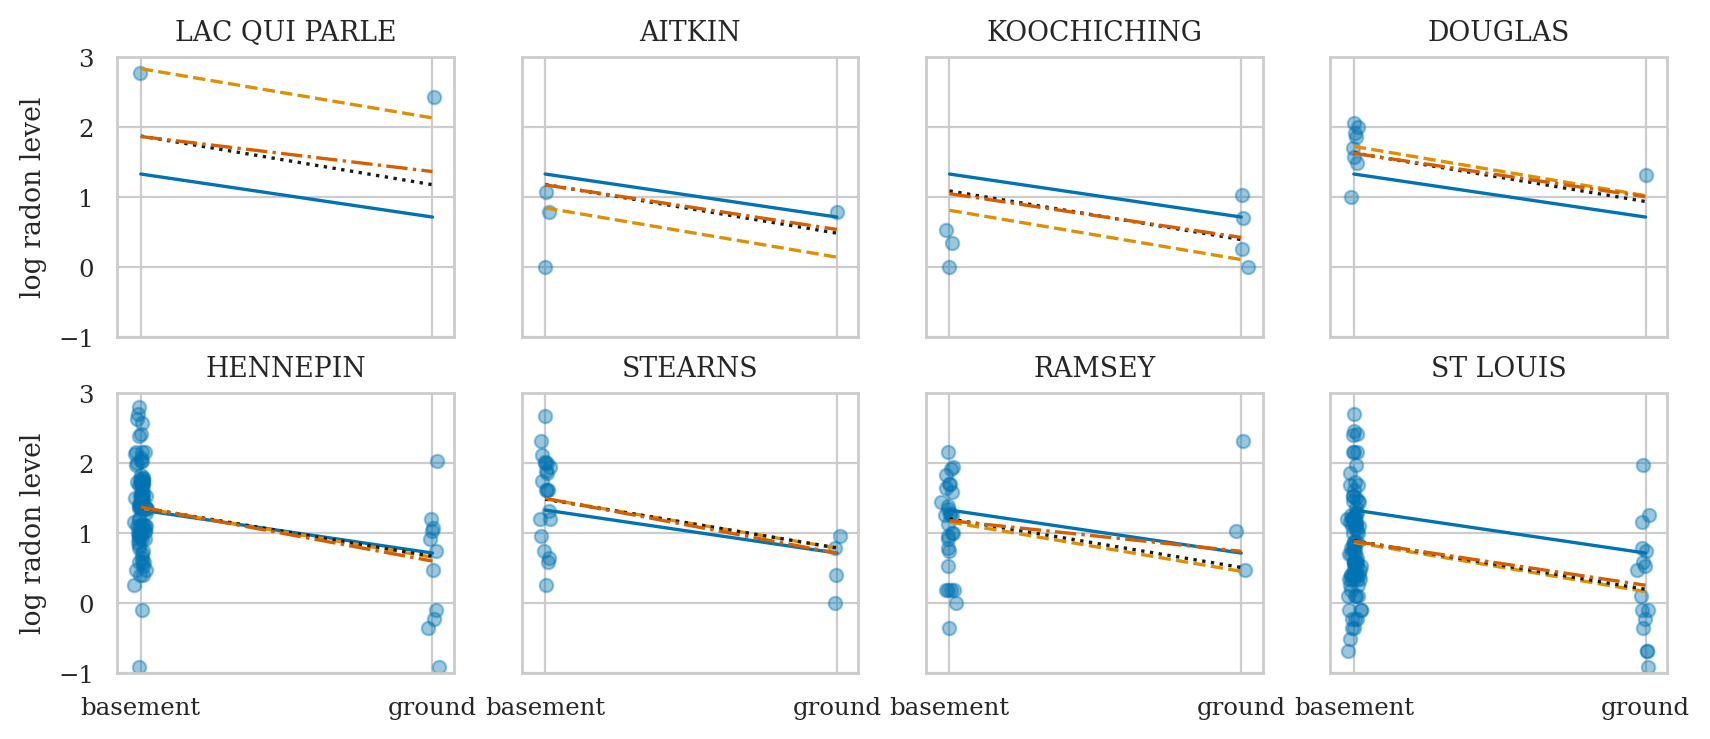 LAC QUI PARLE AITKIN KOOCHICHING DOUGLAS
3
2
1
0
−1
log radon level
HENNEPIN STEARNS RAMSEY ST LOUIS
3
2
1
0
−1
log radon level
basement ground basement ground basement ground basement ground